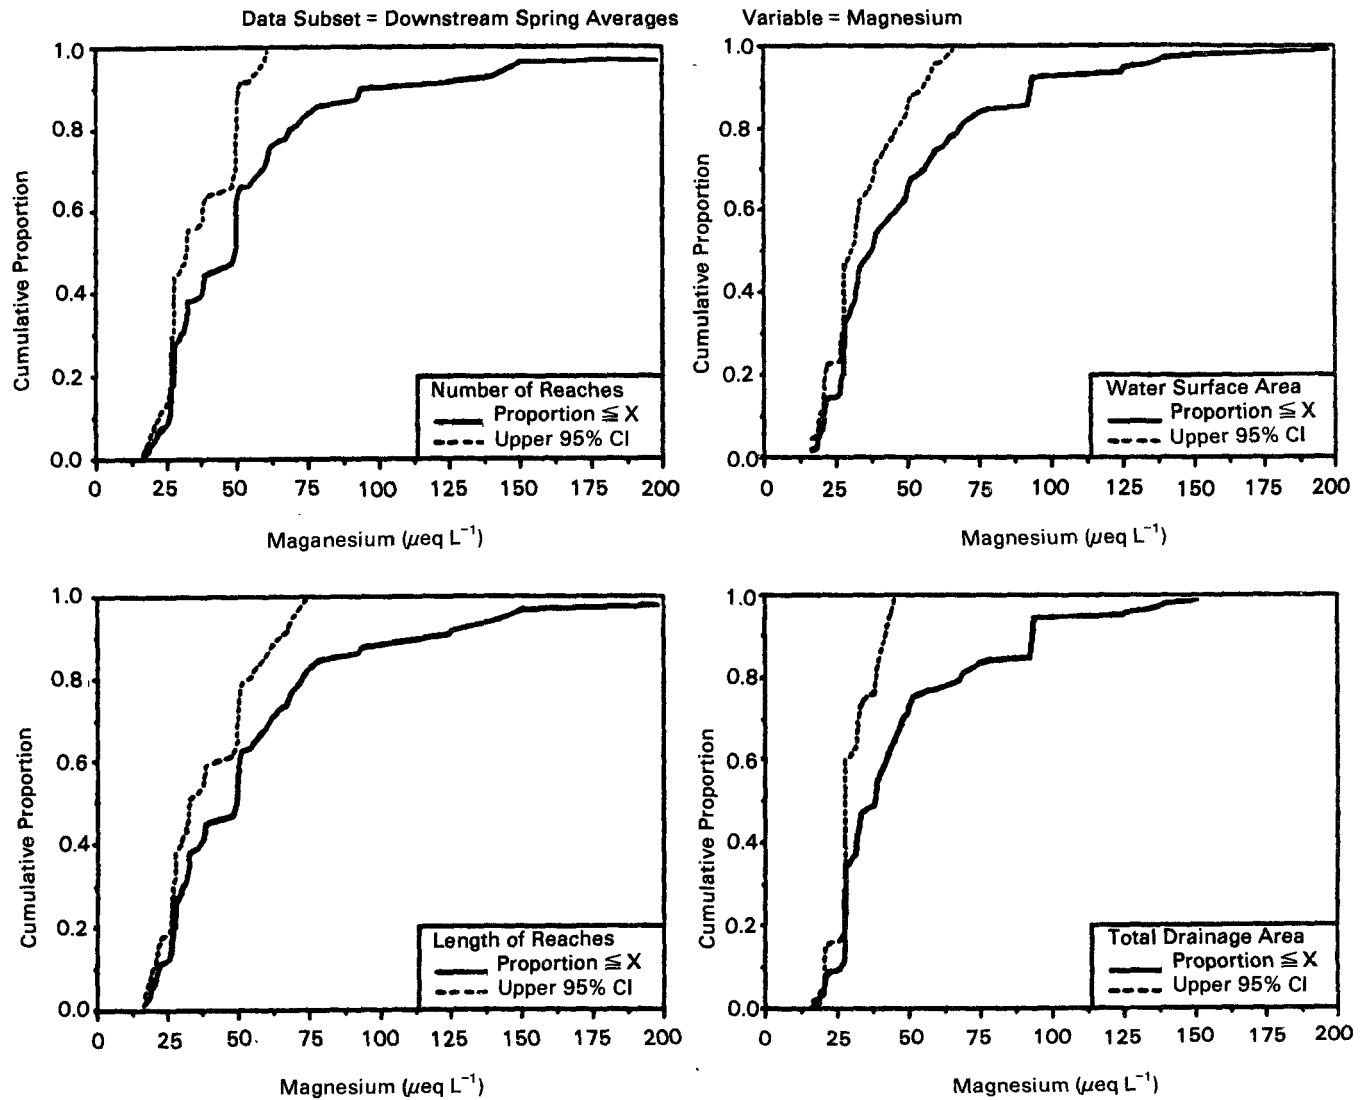 Data Subset = Downstream Spring Averages Variable = Magnesium
1.0
0.8
0.6
0.4
0.2
0.0
Cumulative Proportion
Number of Reaches
Proportion ≦ X
Upper 95% CI
0 25 50 75 100 125 150 175 200
Maganesium (μeq L⁻¹)
1.0
0.8
0.6
0.4
0.2
0.0
Cumulative Proportion
Water Surface Area
Proportion ≦ X
Upper 95% CI
0 25 50 75 100 125 150 175 200
Magnesium (μeq L⁻¹)
1.0
0.8
0.6
0.4
0.2
0.0
Cumulative Proportion
Length of Reaches
Proportion ≦ X
Upper 95% CI
0 25 50 75 100 125 150 175 200
Magnesium (μeq L⁻¹)
1.0
0.8
0.6
0.4
0.2
0.0
Cumulative Proportion
Total Drainage Area
Proportion ≦ X
Upper 95% CI
0 25 50 75 100 125 150 175 200
Magnesium (μeq L⁻¹)